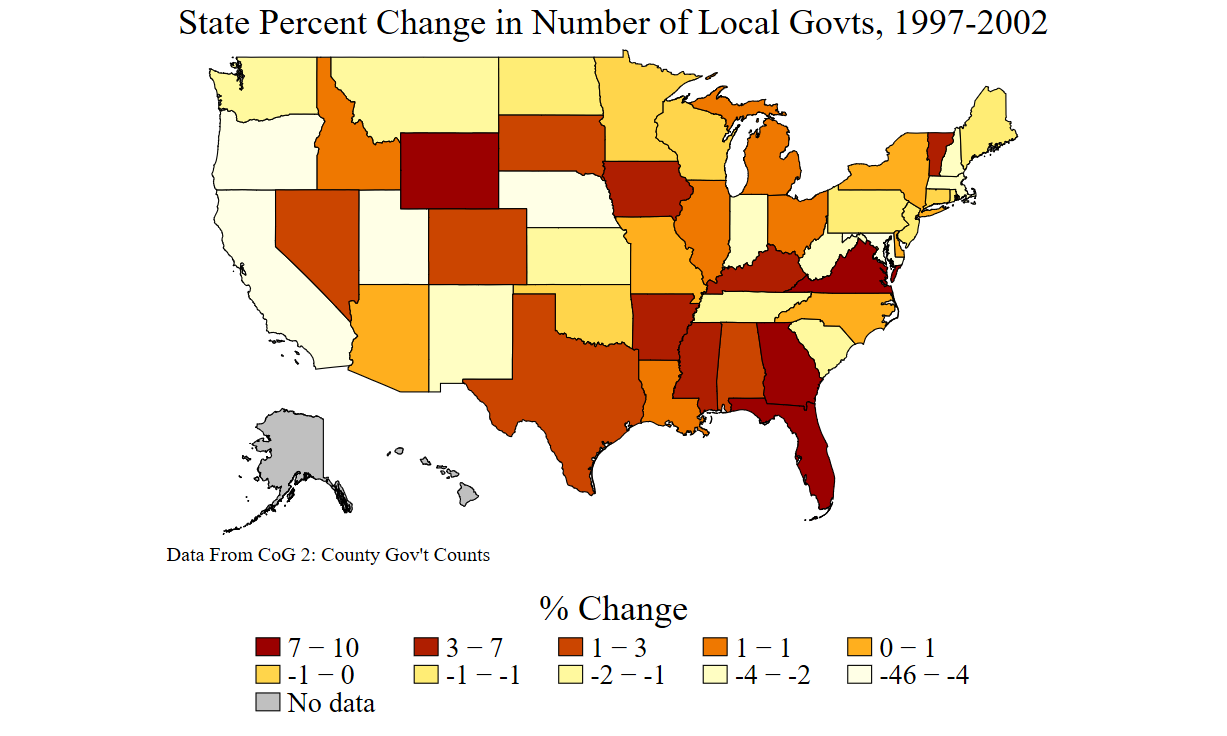 State Percent Change in Number of Local Govts, 1997-2002
Data From CoG 2: County Gov't Counts
% Change
7 − 10 3 − 7 1 − 3 1 − 1 0 − 1
-1 − 0 -1 − -1 -2 − -1 -4 − -2 -46 − -4
No data